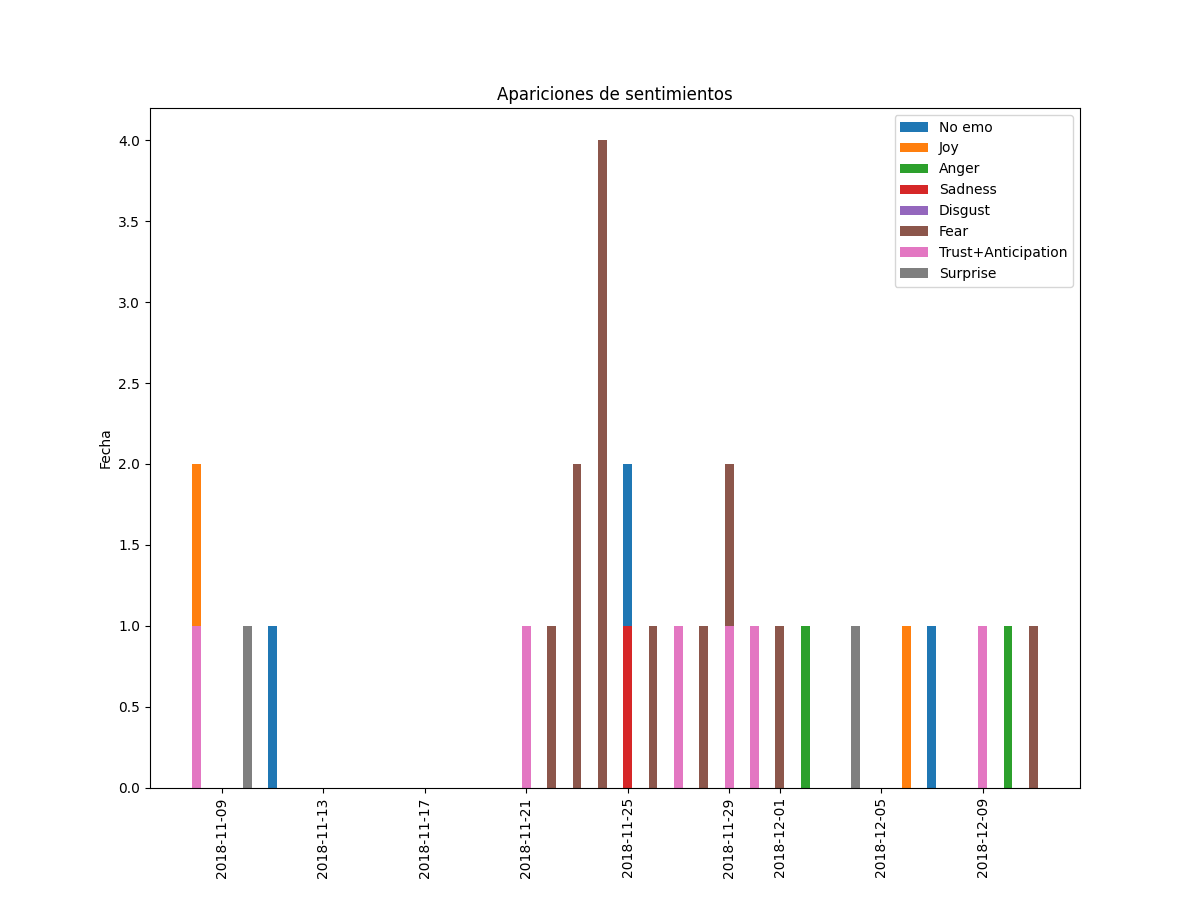 Apariciones de sentimientos
No emo
Joy
Anger
Sadness
Disgust
Fear
Trust+Anticipation
Surprise
Fecha
4.0
3.5
3.0
2.5
2.0
1.5
1.0
0.5
0.0
2018-11-09
2018-11-13
2018-11-17
2018-11-21
2018-11-25
2018-11-29
2018-12-01
2018-12-05
2018-12-09